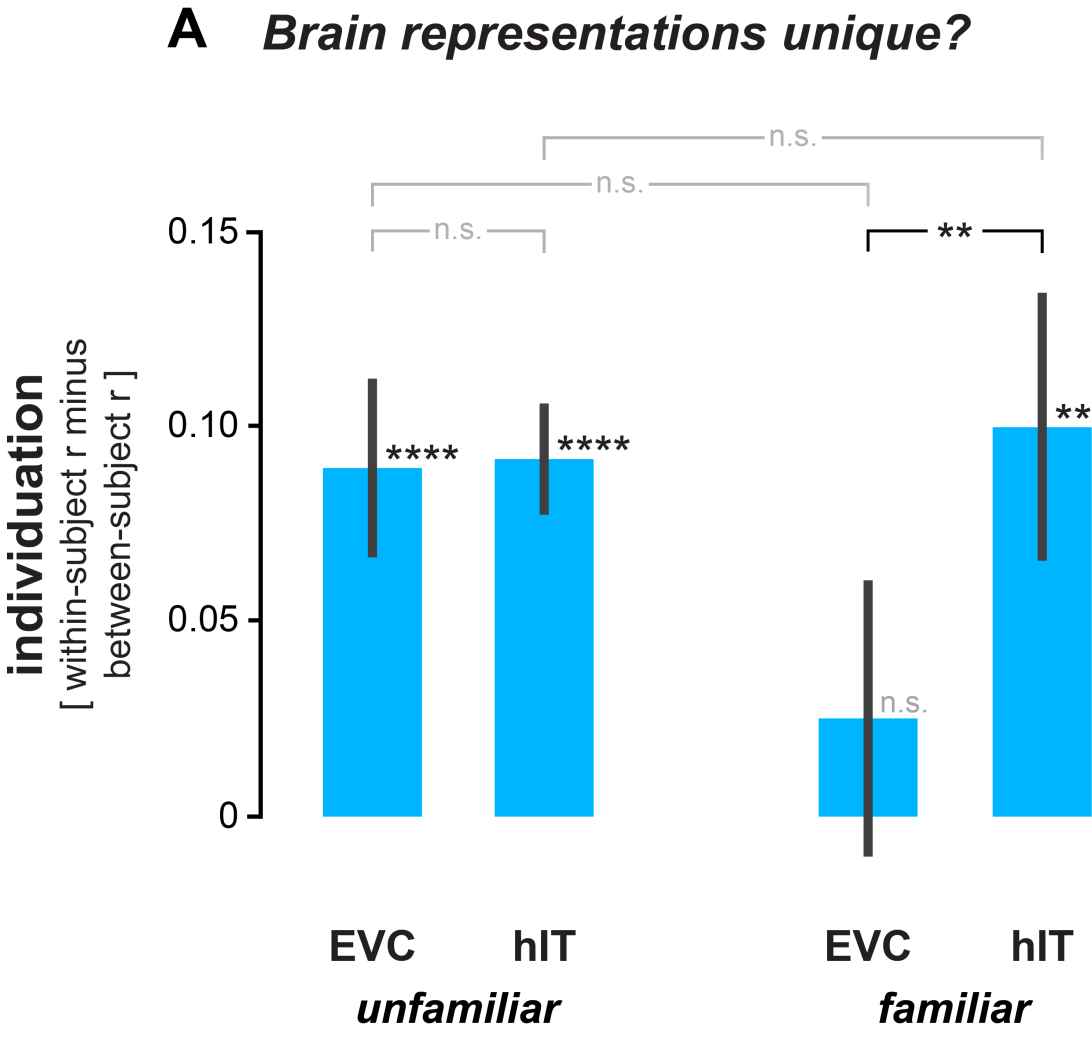 A Brain representations unique?
n.s.
n.s.
n.s.
**
0.15
0.10
0.05
0
individuation
[ within-subject r minus
between-subject r ]
****
****
n.s.
**
EVC hIT EVC hIT
unfamiliar familiar